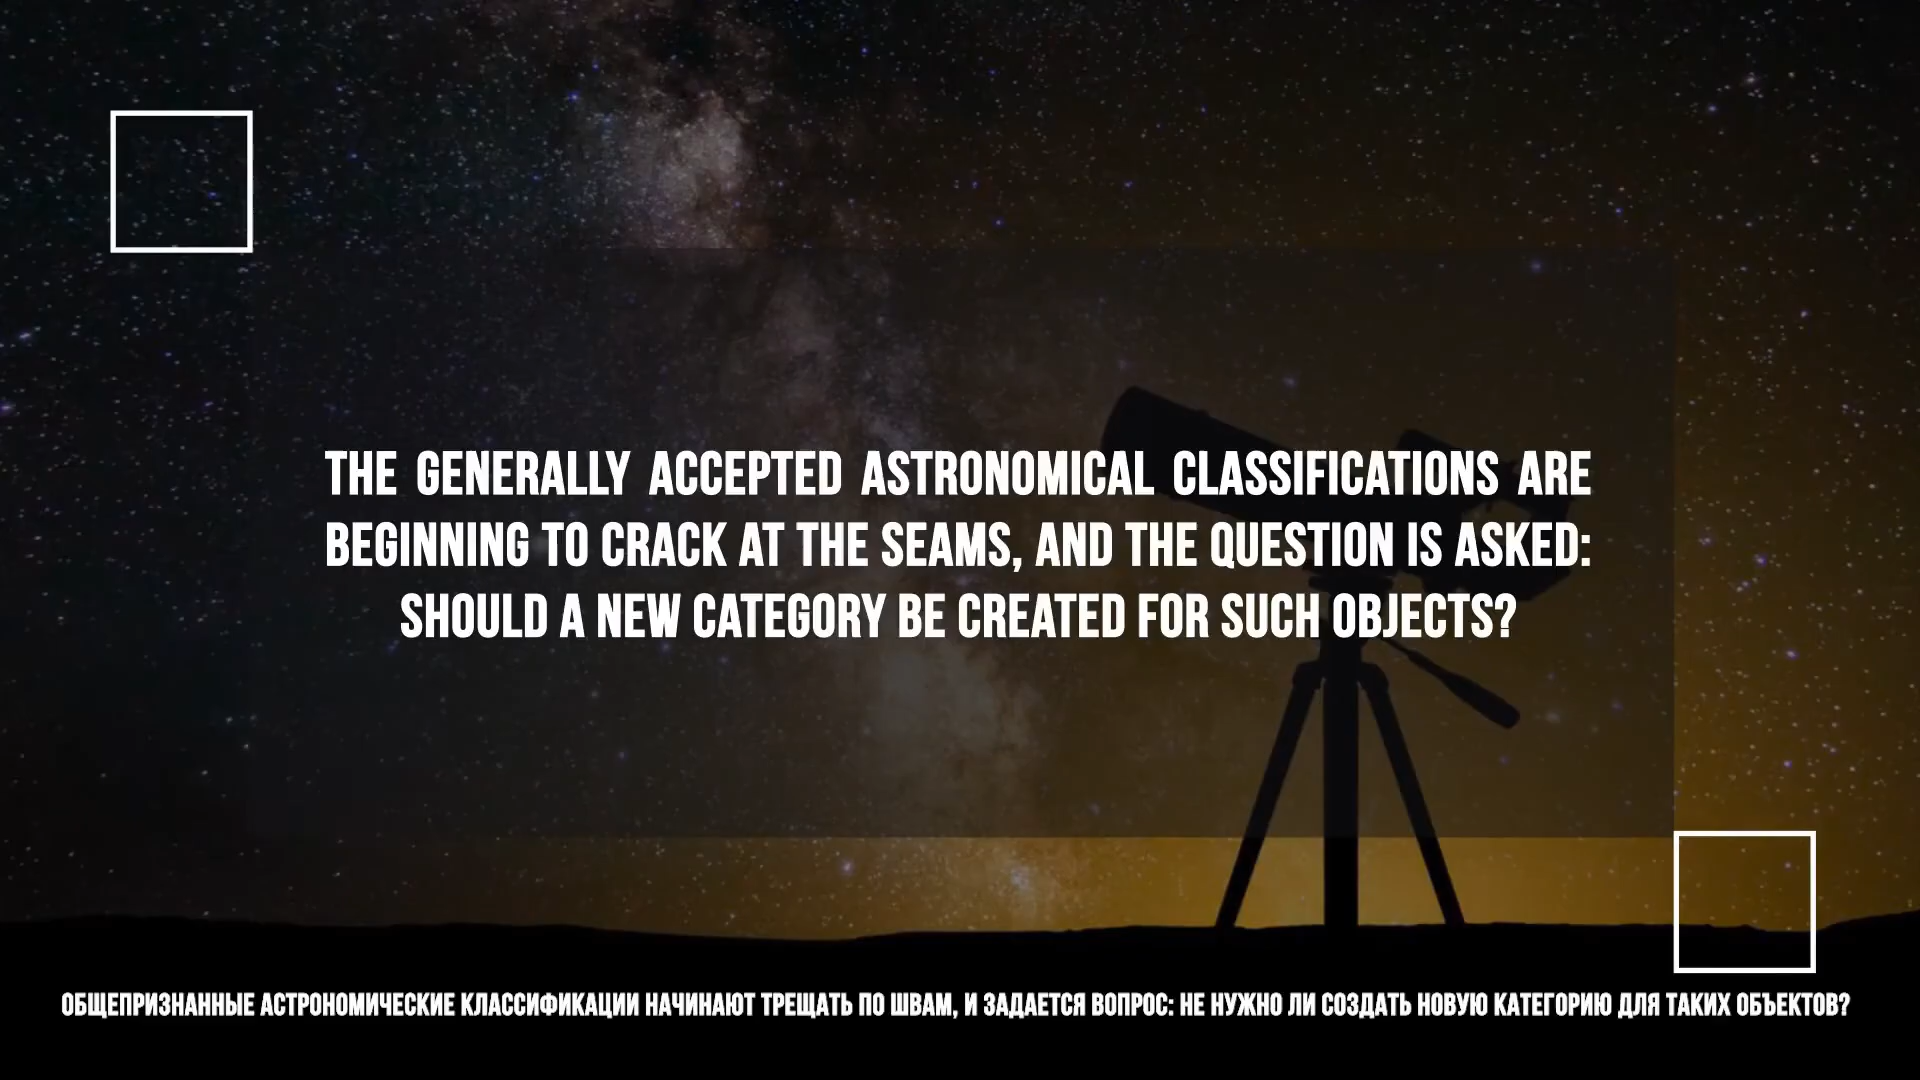 THE GENERALLY ACCEPTED ASTRONOMICAL CLASSIFICATIONS ARE
BEGINNING TO CRACK AT THE SEAMS, AND THE QUESTION IS ASKED:
SHOULD A NEW CATEGORY BE CREATED FOR SUCH OBJECTS?
ОБЩЕПРИЗНАННЫЕ АСТРОНОМИЧЕСКИЕ КЛАССИФИКАЦИИ НАЧИНАЮТ ТРЕЩАТЬ ПО ШВАМ, И ЗАДАЕТСЯ ВОПРОС: НЕ НУЖНО ЛИ СОЗДАТЬ НОВУЮ КАТЕГОРИЮ ДЛЯ ТАКИХ ОБЪЕКТОВ?